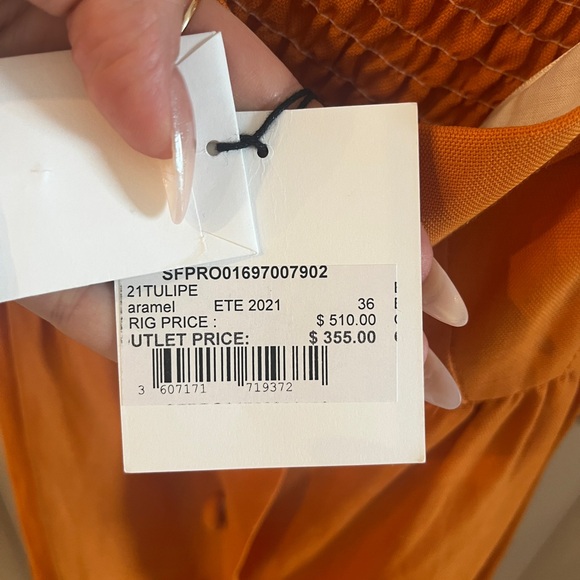 SFPRO01697007902
21TULIPE
aramel ETE 2021 36
RIG PRICE : $ 510.00
UTLET PRICE: $ 355.00
3 607171 719372